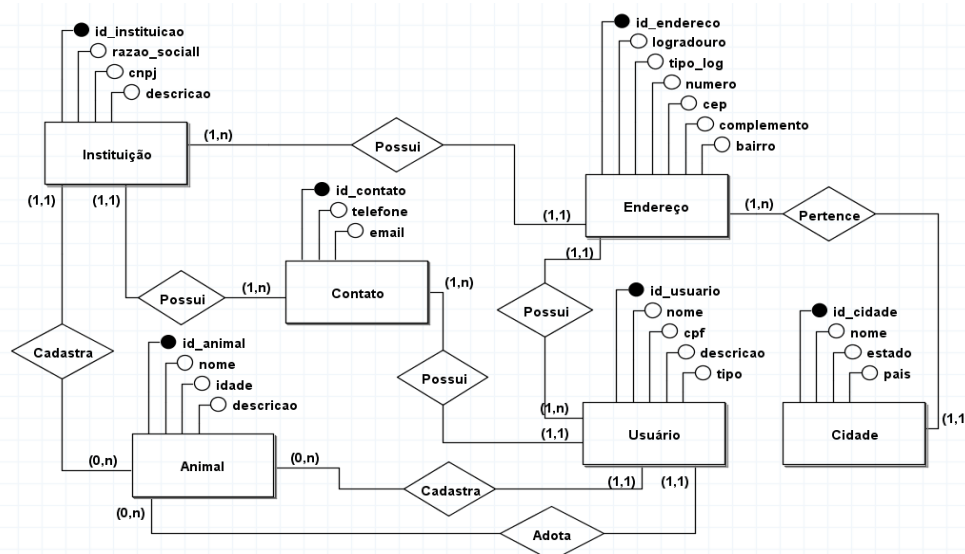 id_instituicao
razao_sociall
cnpj
descricao
Instituição
(1,n)
Possui
id_endereco
logradouro
tipo_log
numero
cep
complemento
bairro
Endereço
(1,1)
(1,1)
(1,1)
(1,n)
Pertence
(1,1)
id_contato
telefone
email
Contato
Possui
(1,n)
(1,n)
Possui
(1,1)
Possui
(1,n)
(1,1)
id_usuario
nome
cpf
descricao
tipo
Usuário
id_cidade
nome
estado
pais
Cidade
(1,1
Cadastra
id_animal
nome
idade
descricao
Animal
(0,n)
(0,n)
(0,n)
Cadastra
(1,1)
(1,1)
Adota